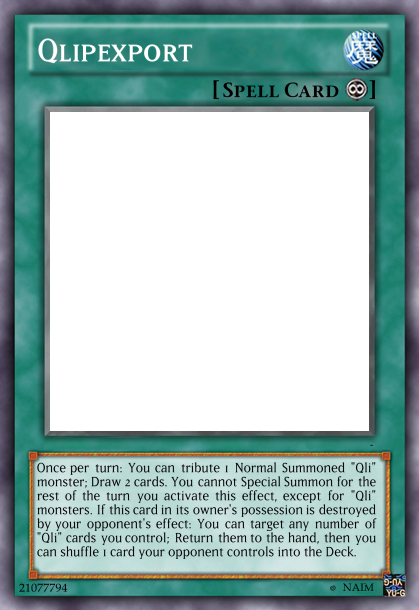 Qlipexport
魔
[Spell Card ]
Once per turn: You can tribute 1 Normal Summoned "Qli"
monster; Draw 2 cards. You cannot Special Summon for the
rest of the turn you activate this effect, except for "Qli"
monsters. If this card in its owner's possession is destroyed
by your opponent's effect: You can target any number of
"Qli" cards you control; Return them to the hand, then you
can shuffle 1 card your opponent controls into the Deck.
21077794
© NAIM
YU-G